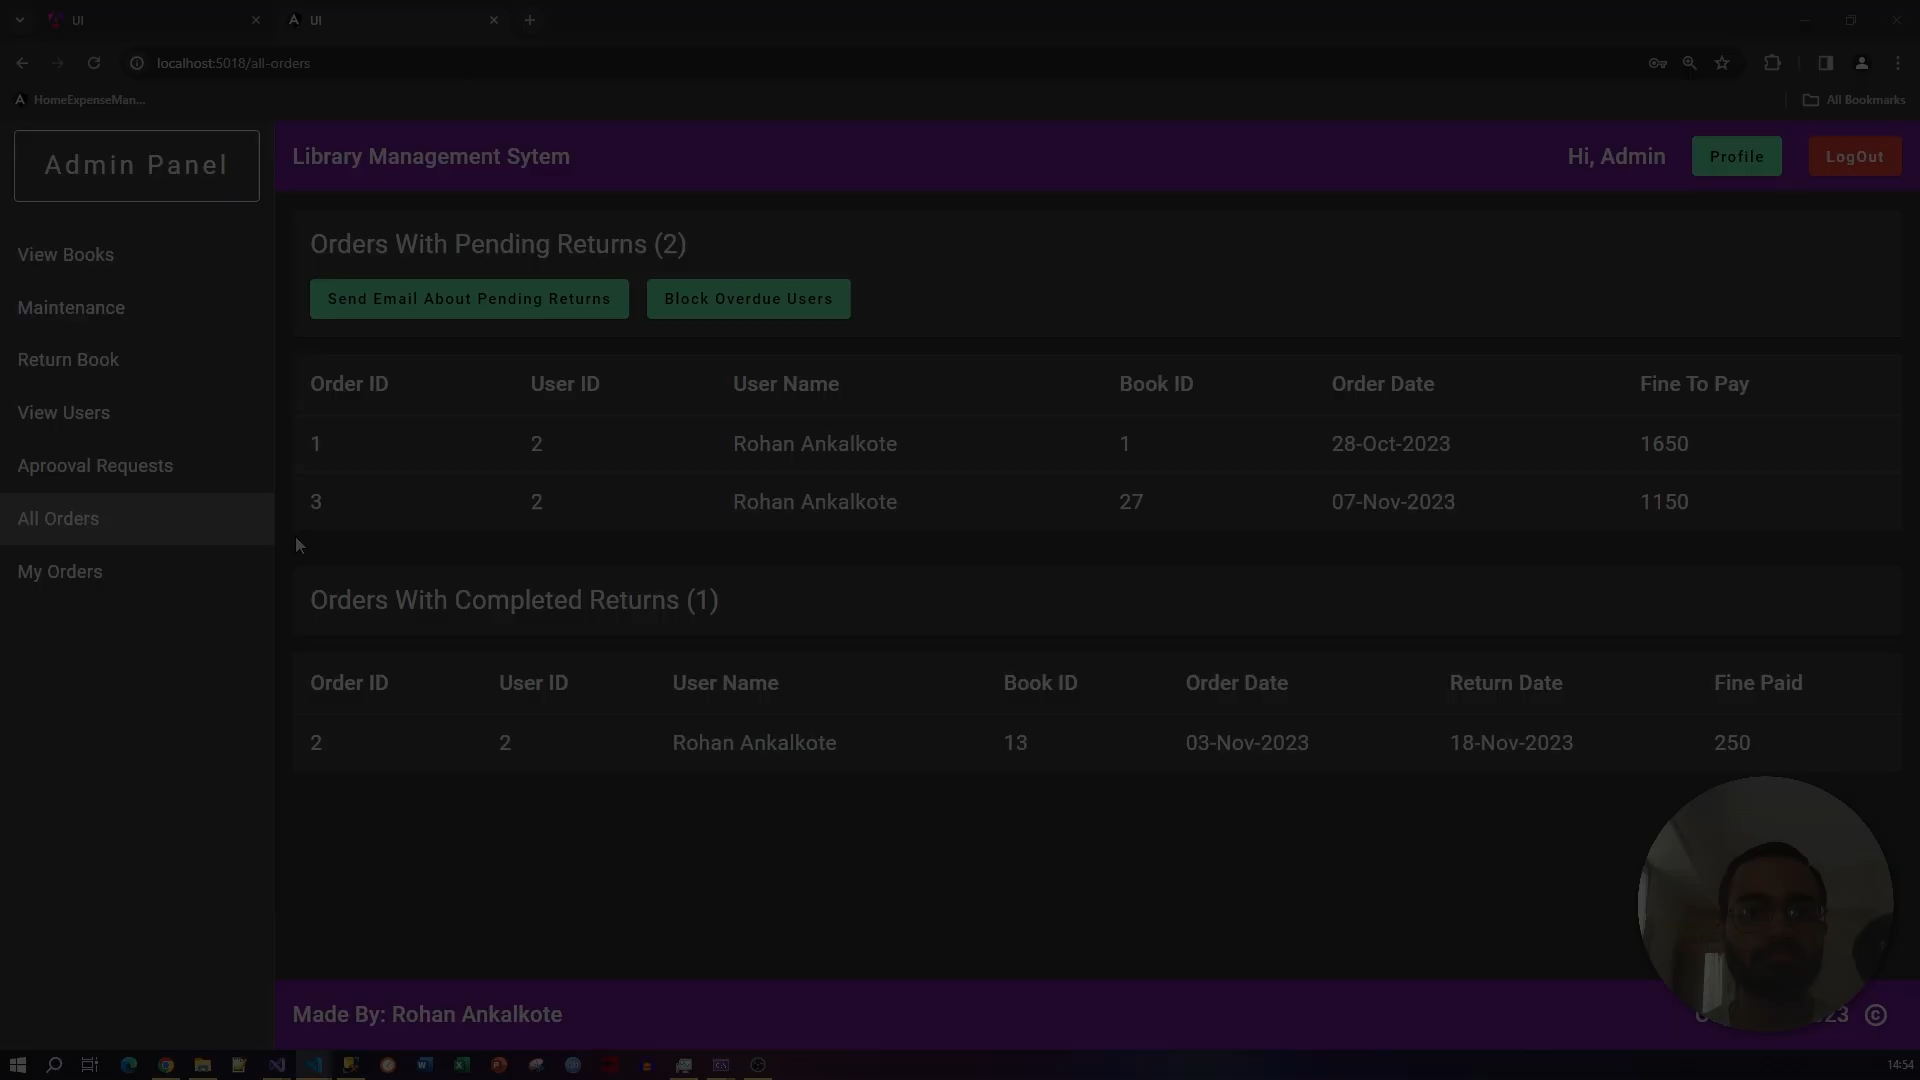 UI
UI
localhost:5018/all-orders
HomeExpenseMan...
All Bookmarks
Admin Panel
Library Management Sytem
Hi, Admin
Profile
LogOut
View Books
Maintenance
Return Book
View Users
Aprooval Requests
All Orders
My Orders
Orders With Pending Returns (2)
Send Email About Pending Returns
Block Overdue Users
Order ID User ID User Name Book ID Order Date Fine To Pay
1 2 Rohan Ankalkote 1 28-Oct-2023 1650
3 2 Rohan Ankalkote 27 07-Nov-2023 1150
Orders With Completed Returns (1)
Order ID User ID User Name Book ID Order Date Return Date Fine Paid
2 2 Rohan Ankalkote 13 03-Nov-2023 18-Nov-2023 250
Made By: Rohan Ankalkote
©
14:54